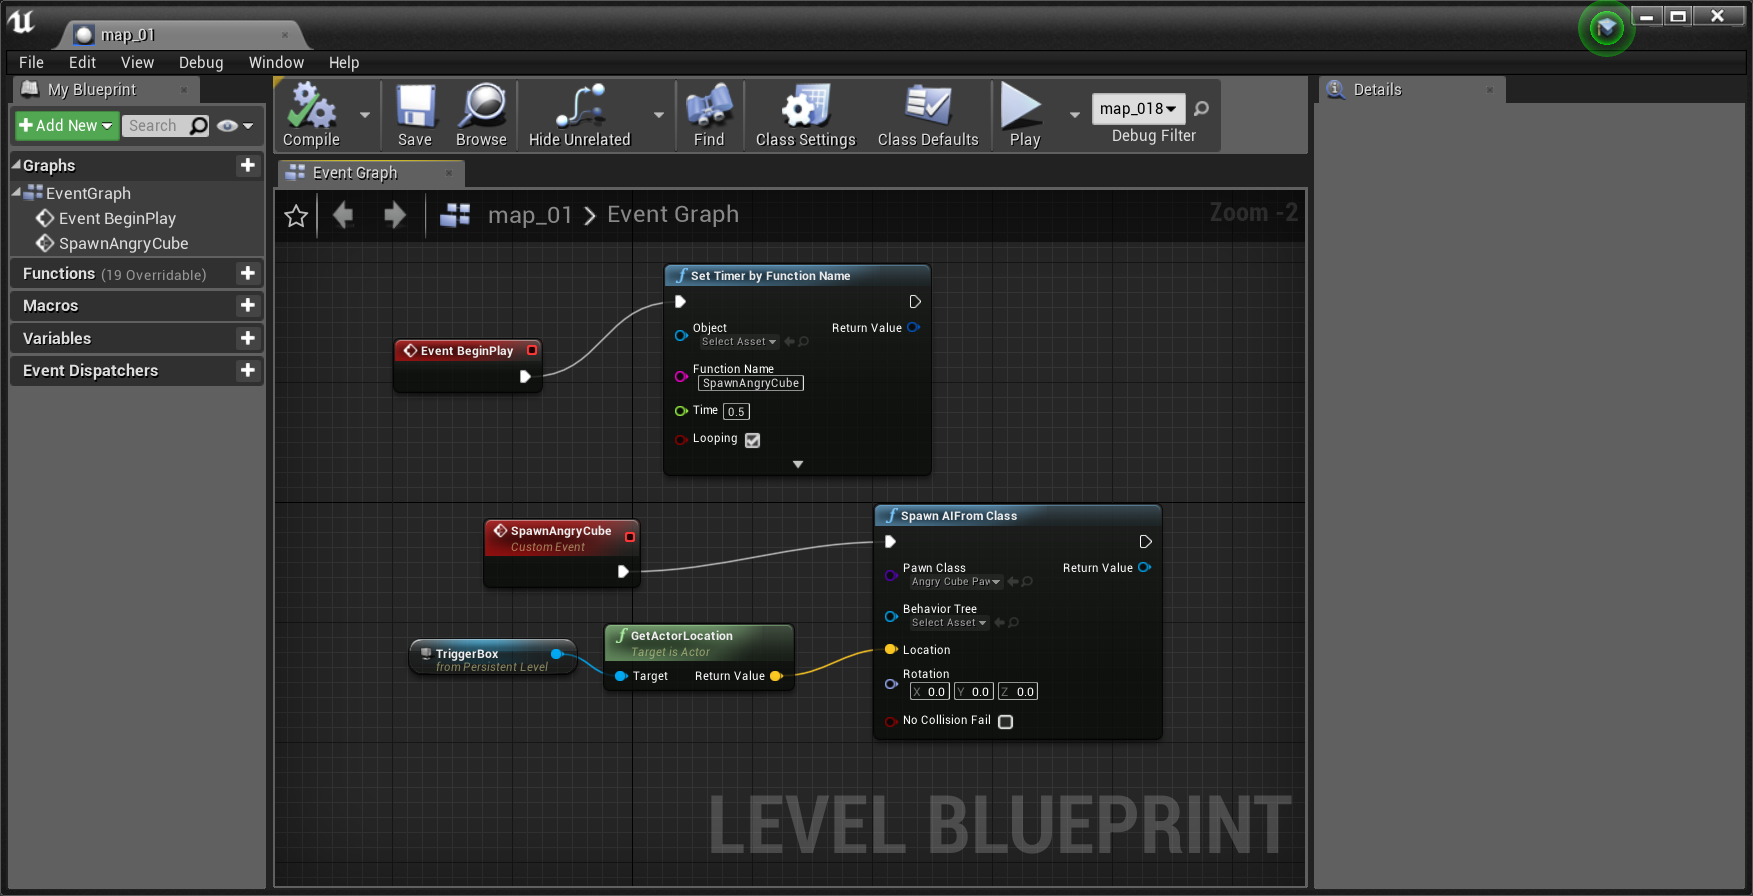 map_01
File Edit View Debug Window Help
My Blueprint
Add New
Search
Graphs
EventGraph
Event BeginPlay
SpawnAngryCube
Functions (19 Overridable)
Macros
Variables
Event Dispatchers
Compile
Save
Browse
Hide Unrelated
Find
Class Settings
Class Defaults
Play
map_018
Debug Filter
Details
Event Graph
map_01 > Event Graph
Zoom -2
Set Timer by Function Name
Object
Return Value
Select Asset
Function Name
SpawnAngryCube
Time 0.5
Looping
Event BeginPlay
SpawnAngryCube
Custom Event
Spawn AIFrom Class
Pawn Class
Return Value
Angry Cube Paw
Behavior Tree
Select Asset
Location
Rotation
X 0.0 Y 0.0 Z 0.0
No Collision Fail
TriggerBox
from Persistent Level
GetActorLocation
Target is Actor
Target Return Value
LEVEL BLUEPRINT